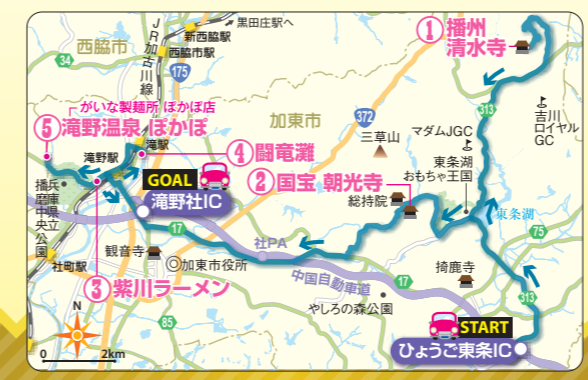 黒田庄駅へ
西脇市
新西脇駅
西脇市駅
JR加古川線
34
175
① 播州
清水寺
313
吉川
ロイヤル
GC
がいな製麺所 ぽかぽ店
⑤ 滝野温泉 ぽかぽ
加東市
372
三草山
マダムJGC
滝駅
滝野駅
④ 闘竜灘
東条湖
おもちゃ王国
GOAL
滝野社IC
② 国宝 朝光寺
総持院
東条湖
播磨中央公園
兵庫県立
17
社PA
75
社町駅
観音寺
加東市役所
中国自動車道
17
掎鹿寺
313
③ 紫川ラーメン
やしろの森公園
N
85
START
ひょうご東条IC
0
2km